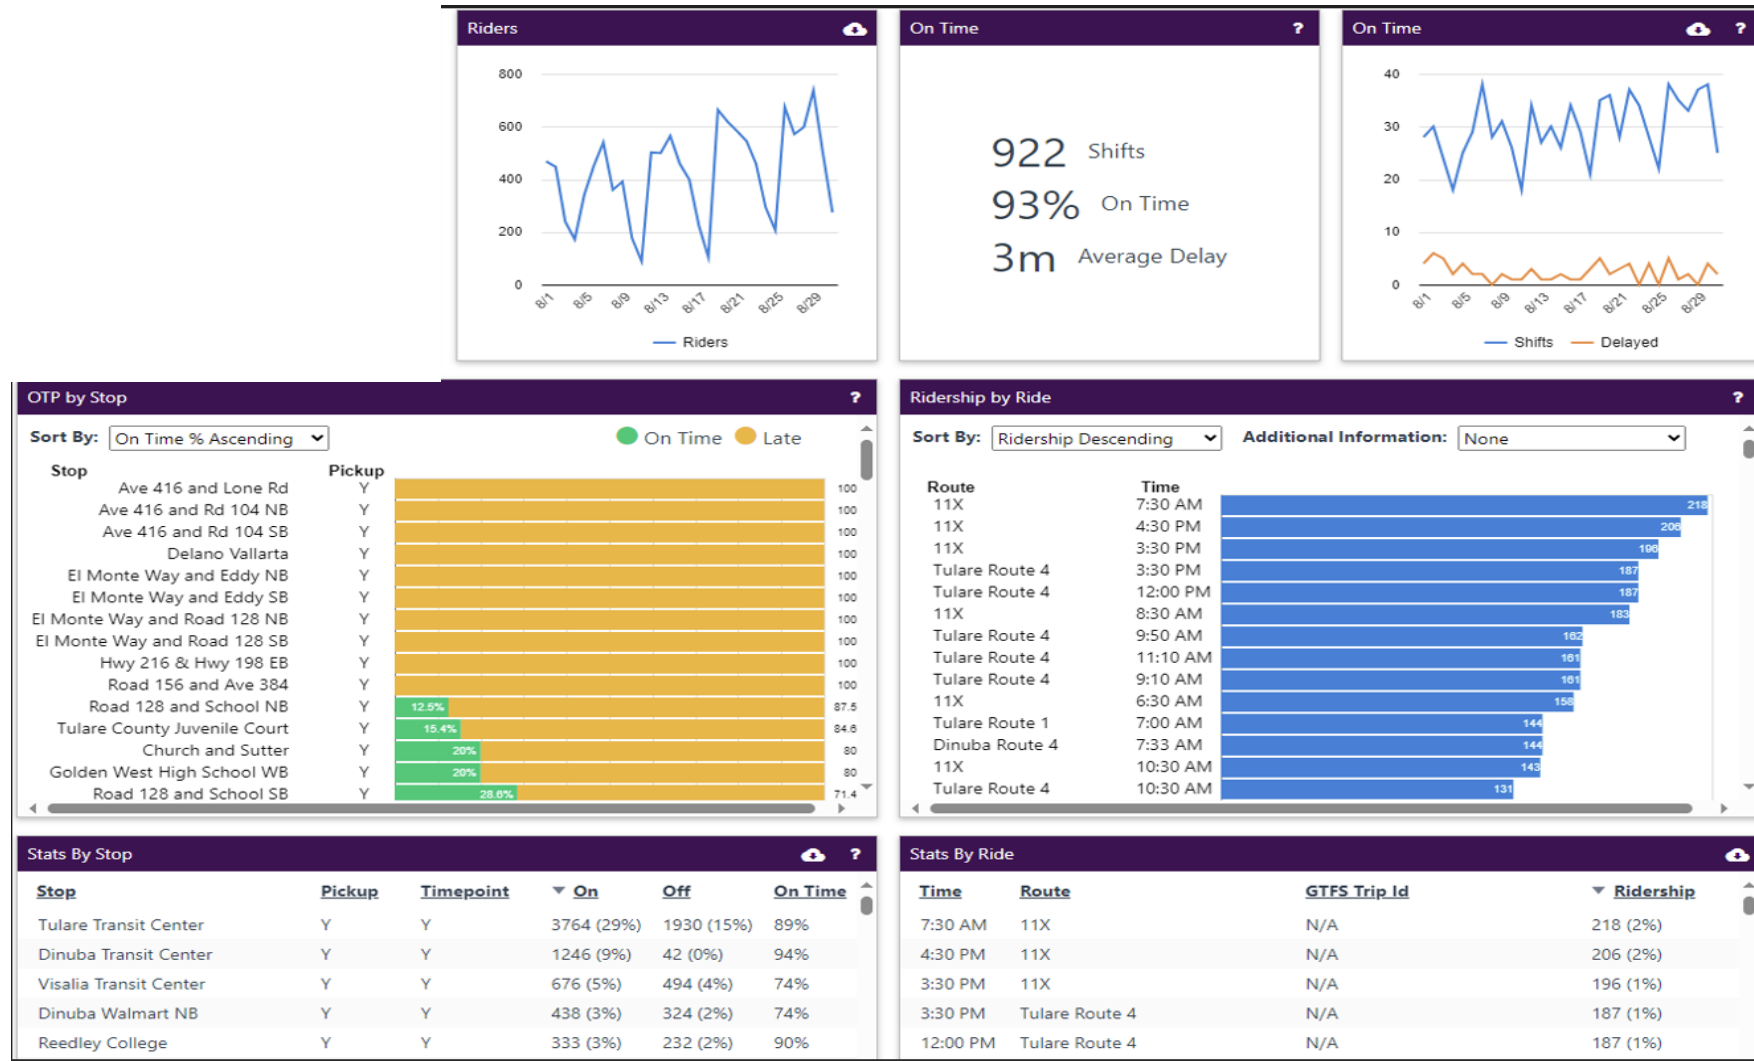 Riders
800
600
400
200
0
8/1 8/5 8/9 8/13 8/17 8/21 8/25 8/29
Riders
On Time ?
922 Shifts
93% On Time
3m Average Delay
On Time ?
40
30
20
10
0
8/1 8/5 8/9 8/13 8/17 8/21 8/25 8/29
Shifts Delayed
OTP by Stop ?
Sort By: On Time % Ascending On Time Late
Stop Pickup
Ave 416 and Lone Rd Y 100
Ave 416 and Rd 104 NB Y 100
Ave 416 and Rd 104 SB Y 100
Delano Vallarta Y 100
El Monte Way and Eddy NB Y 100
El Monte Way and Eddy SB Y 100
El Monte Way and Road 128 NB Y 100
El Monte Way and Road 128 SB Y 100
Hwy 216 & Hwy 198 EB Y 100
Road 156 and Ave 384 Y 100
Road 128 and School NB Y 12.5% 87.5
Tulare County Juvenile Court Y 15.4% 84.6
Church and Sutter Y 20% 80
Golden West High School WB Y 20% 80
Road 128 and School SB Y 28.6% 71.4
Ridership by Ride ?
Sort By: Ridership Descending Additional Information: None
Route Time
11X 7:30 AM 218
11X 4:30 PM 206
11X 3:30 PM 196
Tulare Route 4 3:30 PM 187
Tulare Route 4 12:00 PM 187
11X 8:30 AM 183
Tulare Route 4 9:50 AM 162
Tulare Route 4 11:10 AM 161
Tulare Route 4 9:10 AM 161
11X 6:30 AM 158
Tulare Route 1 7:00 AM 144
Dinuba Route 4 7:33 AM 144
11X 10:30 AM 143
Tulare Route 4 10:30 AM 131
Stats By Stop ?
Stop Pickup Timepoint On Off On Time
Tulare Transit Center Y Y 3764 (29%) 1930 (15%) 89%
Dinuba Transit Center Y Y 1246 (9%) 42 (0%) 94%
Visalia Transit Center Y Y 676 (5%) 494 (4%) 74%
Dinuba Walmart NB Y Y 438 (3%) 324 (2%) 74%
Reedley College Y Y 333 (3%) 232 (2%) 90%
Stats By Ride
Time Route GTFS Trip Id Ridership
7:30 AM 11X N/A 218 (2%)
4:30 PM 11X N/A 206 (2%)
3:30 PM 11X N/A 196 (1%)
3:30 PM Tulare Route 4 N/A 187 (1%)
12:00 PM Tulare Route 4 N/A 187 (1%)